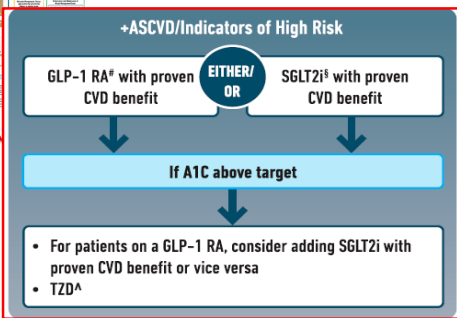 +ASCVD/Indicators of High Risk
GLP-1 RA# with proven
CVD benefit
EITHER/
OR
SGLT2i§ with proven
CVD benefit
If A1C above target
• For patients on a GLP-1 RA, consider adding SGLT2i with
proven CVD benefit or vice versa
• TZD^